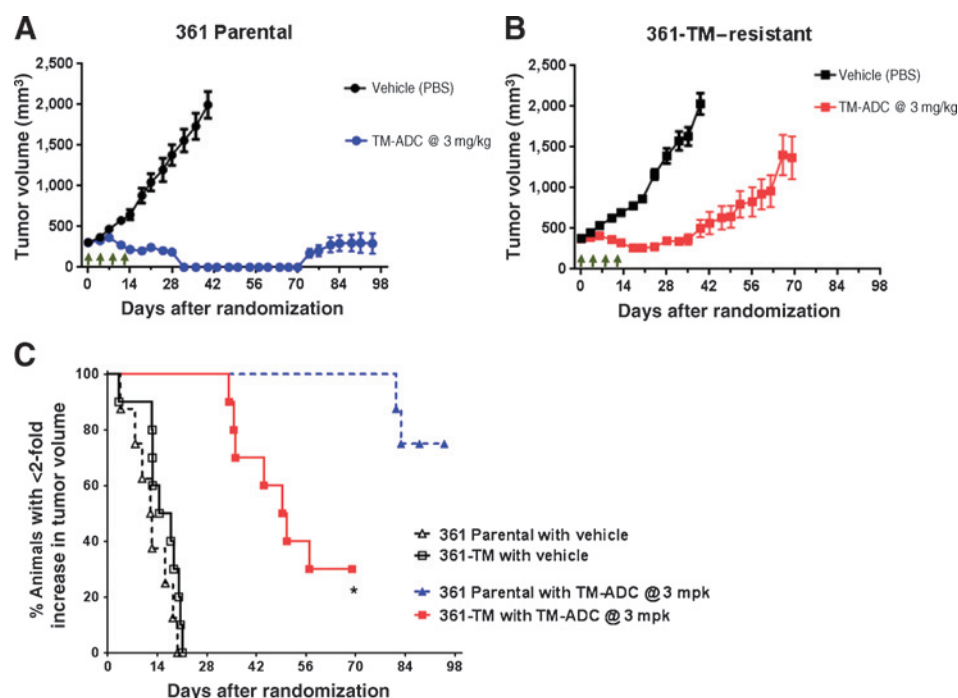 A
361 Parental
Tumor volume (mm³)
2,500
2,000
1,500
1,000
500
0
Vehicle (PBS)
TM-ADC @ 3 mg/kg
0 14 28 42 56 70 84 98
Days after randomization
B
361-TM–resistant
Tumor volume (mm³)
2,500
2,000
1,500
1,000
500
0
Vehicle (PBS)
TM-ADC @ 3 mg/kg
0 14 28 42 56 70 84 98
Days after randomization
C
% Animals with <2-fold
increase in tumor volume
100
80
60
40
20
0
*
361 Parental with vehicle
361-TM with vehicle
361 Parental with TM-ADC @ 3 mpk
361-TM with TM-ADC @ 3 mpk
0 14 28 42 56 70 84 98
Days after randomization